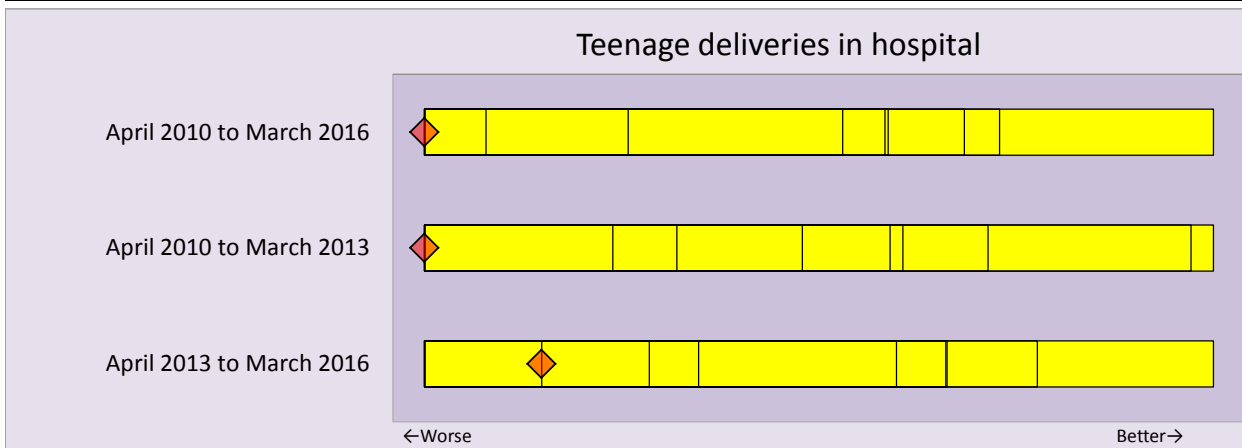 Teenage deliveries in hospital
April 2010 to March 2016
April 2010 to March 2013
April 2013 to March 2016
←Worse Better→